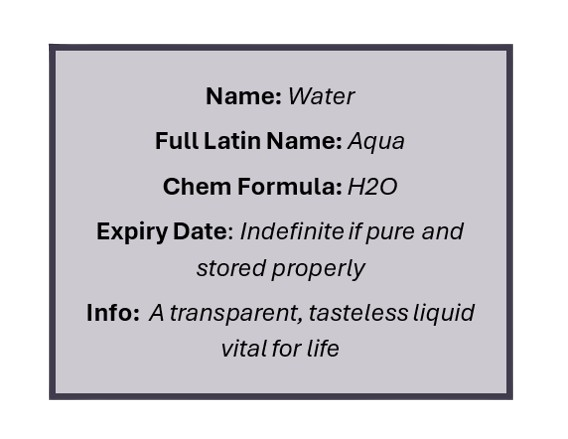 Name: Water
Full Latin Name: Aqua
Chem Formula: H2O
Expiry Date: Indefinite if pure and
stored properly
Info: A transparent, tasteless liquid
vital for life